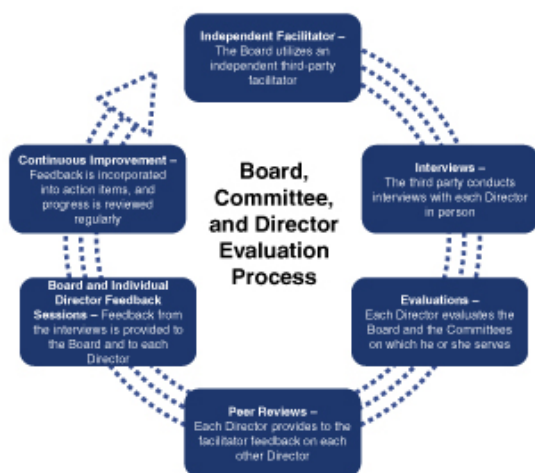 Independent Facilitator –
The Board utilizes an
independent third-party
facilitator
Interviews –
The third party conducts
interviews with each Director
in person
Evaluations –
Each Director evaluates the
Board and the Committees
on which he or she serves
Peer Reviews –
Each Director provides to the
facilitator feedback on each
other Director
Board and Individual
Director Feedback
Sessions – Feedback from
the interviews is provided to
the Board and to each
Director
Continuous Improvement –
Feedback is incorporated
into action items, and
progress is reviewed
regularly
Board,
Committee,
and Director
Evaluation
Process